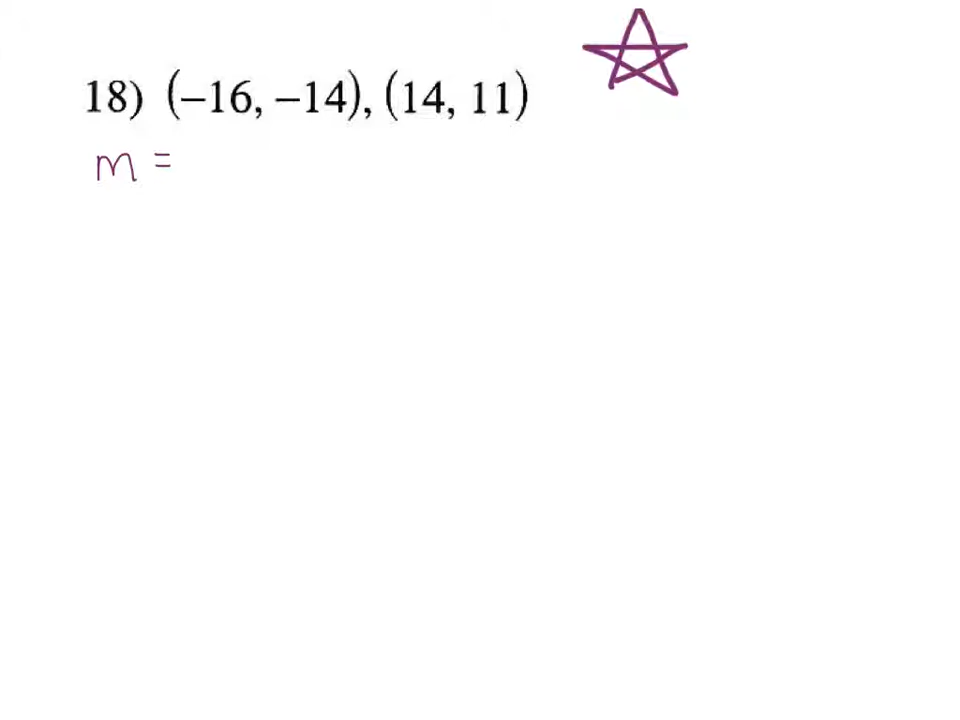 18) (–16, –14), (14, 11)
m =